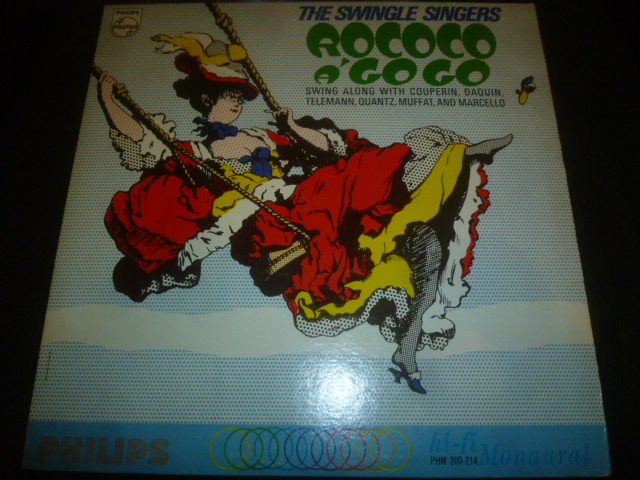 PHILIPS
THE SWINGLE SINGERS
ROCOCO
A'GO GO
SWING ALONG WITH COUPERIN, DAQUIN,
TELEMANN, QUANTZ, MUFFAT, AND MARCELLO
PHILIPS
hi-fi Monaural
PHM 200-214